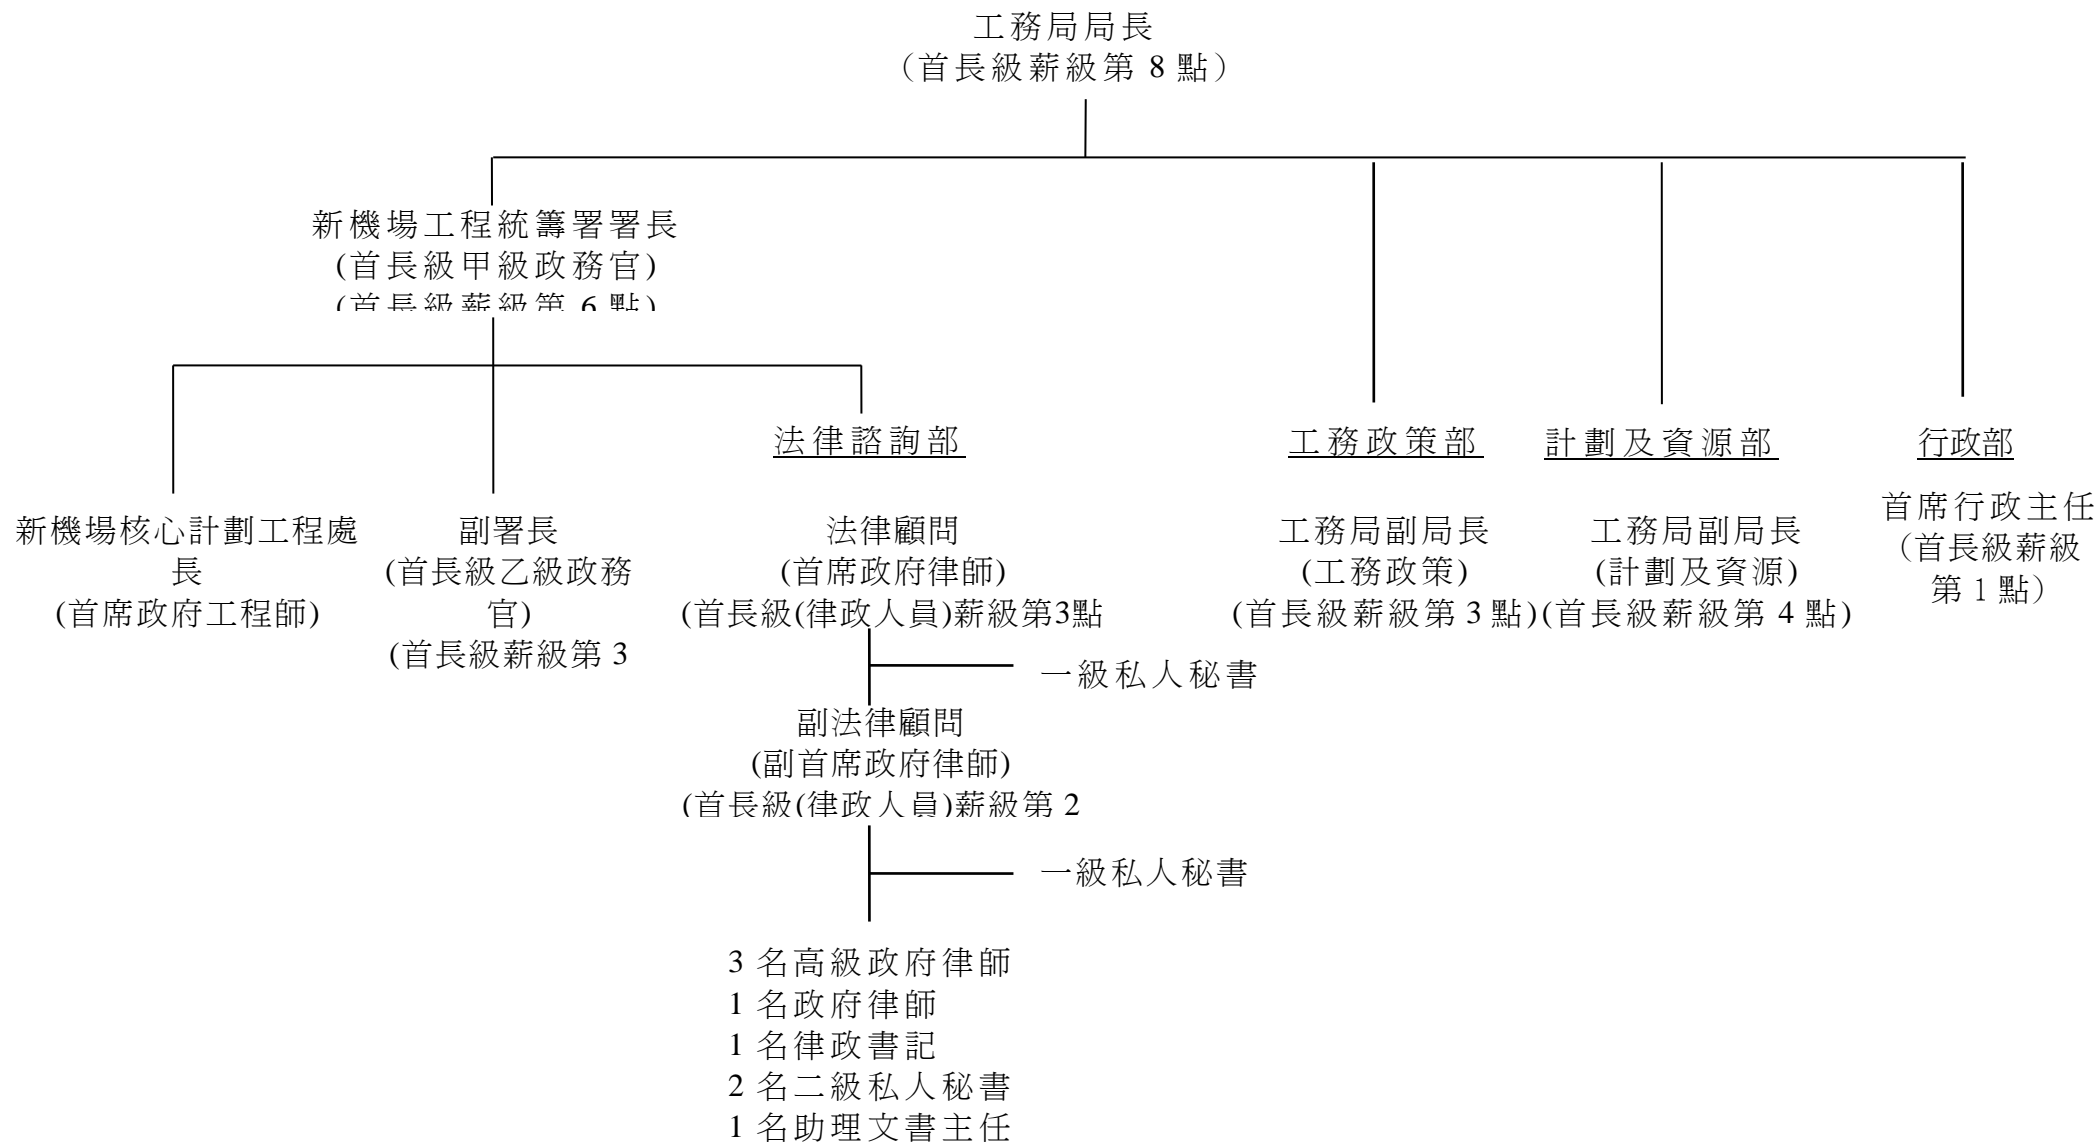 工務局局長
（首長級薪級第 8 點）
新機場工程統籌署署長
(首長級甲級政務官)
(首長級薪級第 6 點)
法律諮詢部
工務政策部
計劃及資源部
行政部
新機場核心計劃工程處
長
(首席政府工程師)
副署長
(首長級乙級政務
官)
(首長級薪級第 3
法律顧問
(首席政府律師)
(首長級(律政人員)薪級第3點
工務局副局長
(工務政策)
(首長級薪級第 3 點)
工務局副局長
(計劃及資源)
(首長級薪級第 4 點)
首席行政主任
（首長級薪級
第 1 點）
一級私人秘書
副法律顧問
(副首席政府律師)
(首長級(律政人員)薪級第 2
一級私人秘書
3 名高級政府律師
1 名政府律師
1 名律政書記
2 名二級私人秘書
1 名助理文書主任